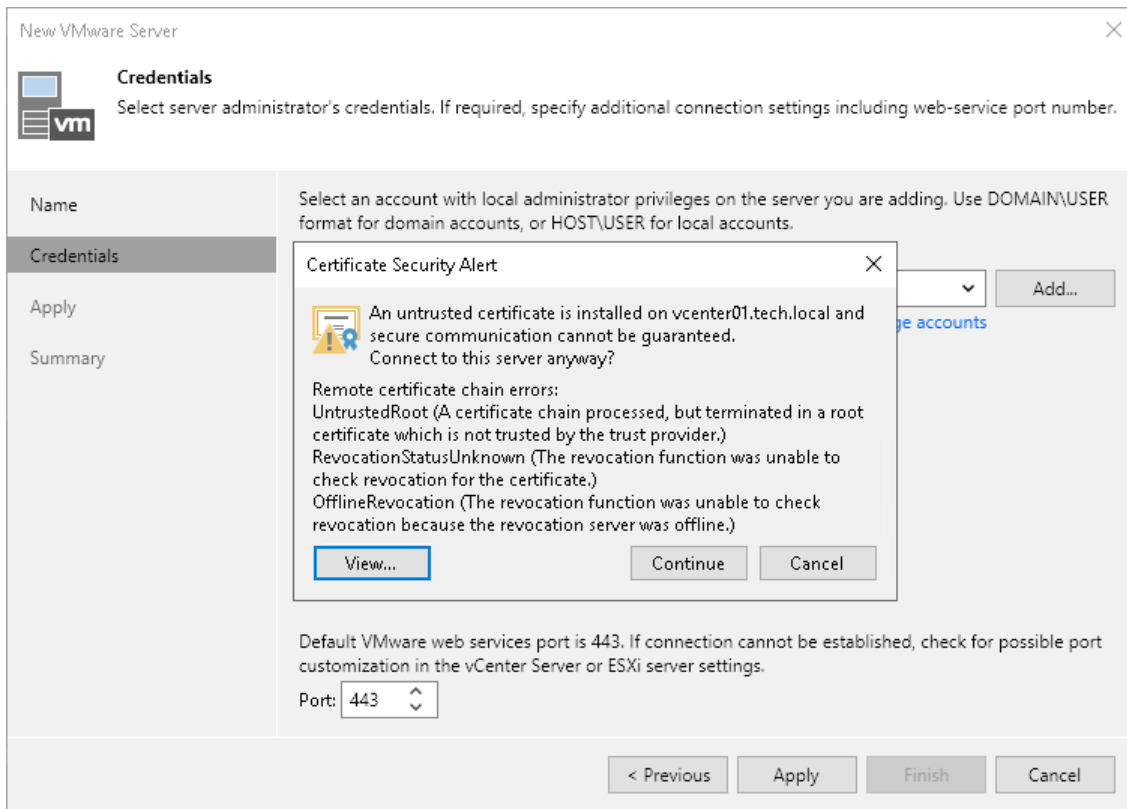 New VMware Server
vm
Credentials
Select server administrator's credentials. If required, specify additional connection settings including web-service port number.
Name
Credentials
Apply
Summary
Select an account with local administrator privileges on the server you are adding. Use DOMAIN\USER
format for domain accounts, or HOST\USER for local accounts.
Add...
accounts
Certificate Security Alert
An untrusted certificate is installed on vcenter01.tech.local and
secure communication cannot be guaranteed.
Connect to this server anyway?
Remote certificate chain errors:
UntrustedRoot (A certificate chain processed, but terminated in a root
certificate which is not trusted by the trust provider.)
RevocationStatusUnknown (The revocation function was unable to
check revocation for the certificate.)
OfflineRevocation (The revocation function was unable to check
revocation because the revocation server was offline.)
View...
Continue
Cancel
Default VMware web services port is 443. If connection cannot be established, check for possible port
customization in the vCenter Server or ESXi server settings.
Port: 443
< Previous
Apply
Finish
Cancel